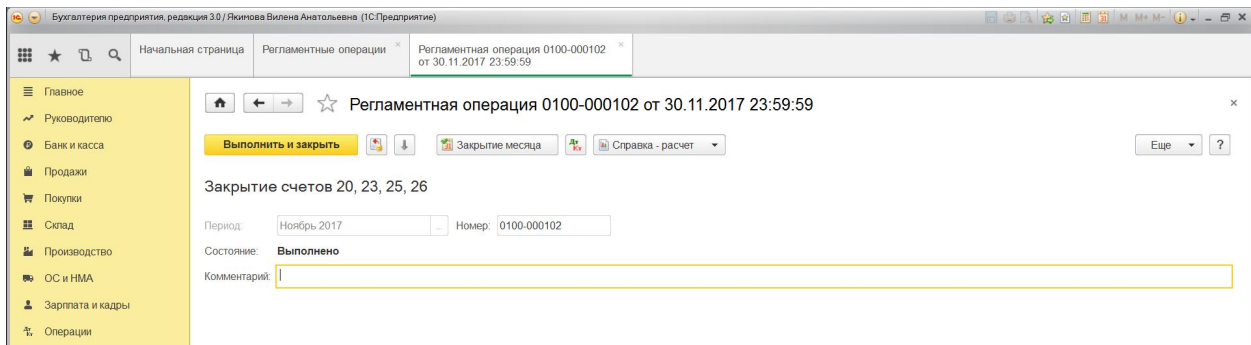 Бухгалтерия предприятия, редакция 3.0 / Якимова Вилена Анатольевна (1С:Предприятие)
M M+ M-
Начальная страница
Регламентные операции
Регламентная операция 0100-000102
от 30.11.2017 23:59:59
Главное
Руководителю
Банк и касса
Продажи
Покупки
Склад
Производство
ОС и НМА
Зарплата и кадры
Операции
Регламентная операция 0100-000102 от 30.11.2017 23:59:59
Выполнить и закрыть
Закрытие месяца
Дт Кт
Справка - расчет
Еще
?
Закрытие счетов 20, 23, 25, 26
Период: Ноябрь 2017 ... Номер: 0100-000102
Состояние: Выполнено
Комментарий: